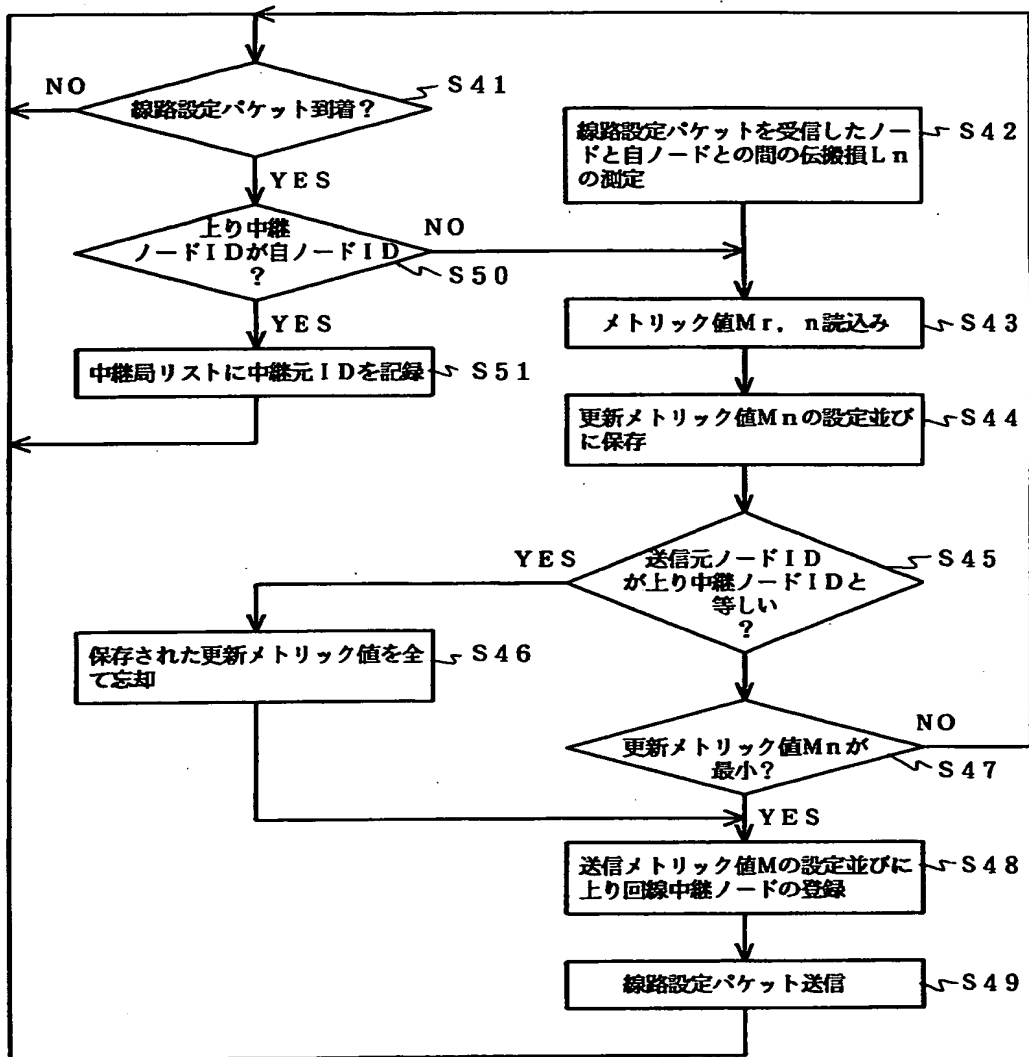 NO
線路設定パケット到着?
S41
YES
線路設定パケットを受信したノー
ドと自ノードとの間の伝搬損Ln
の測定
S42
上り中継
ノードIDが自ノードID
?
NO
S50
YES
メトリック値Mr, n読込み
S43
中継局リストに中継元IDを記録
S51
更新メトリック値Mnの設定並び
に保存
S44
YES
送信元ノードID
が上り中継ノードIDと
等しい
?
S45
保存された更新メトリック値を全
て忘却
S46
NO
更新メトリック値Mnが
最小?
S47
YES
送信メトリック値Mの設定並びに
上り回線中継ノードの登録
S48
線路設定パケット送信
S49